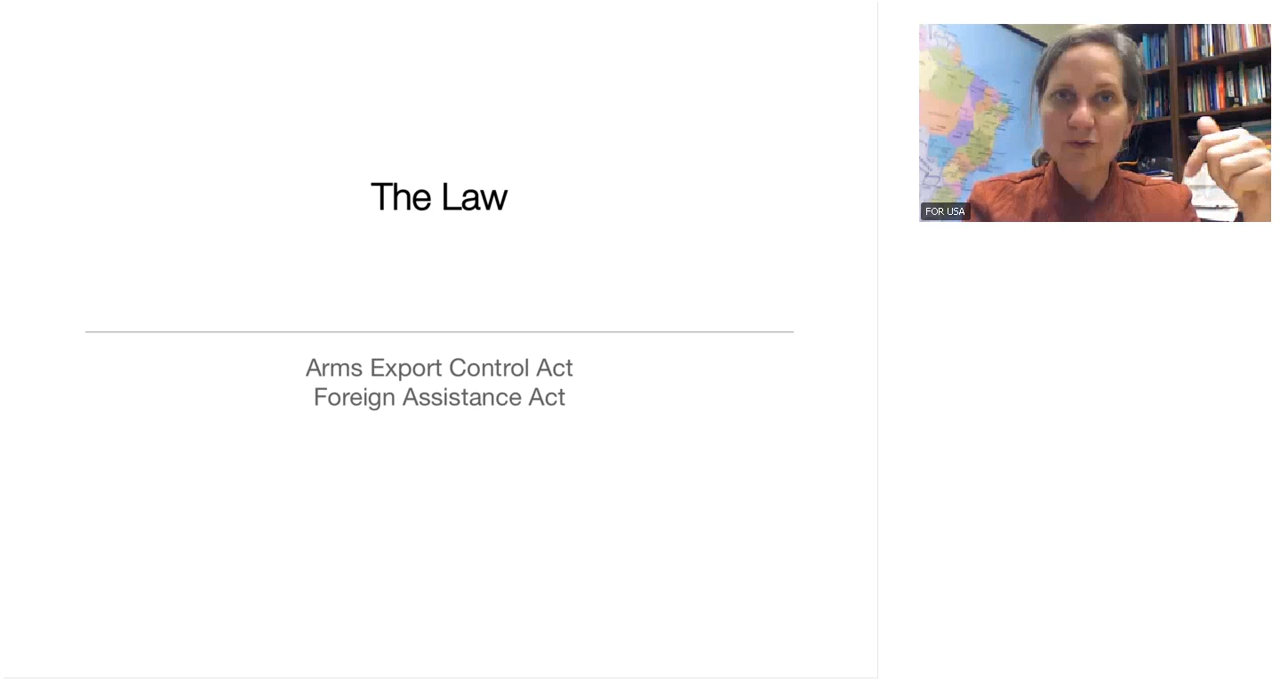 The Law
Arms Export Control Act
Foreign Assistance Act
FOR USA